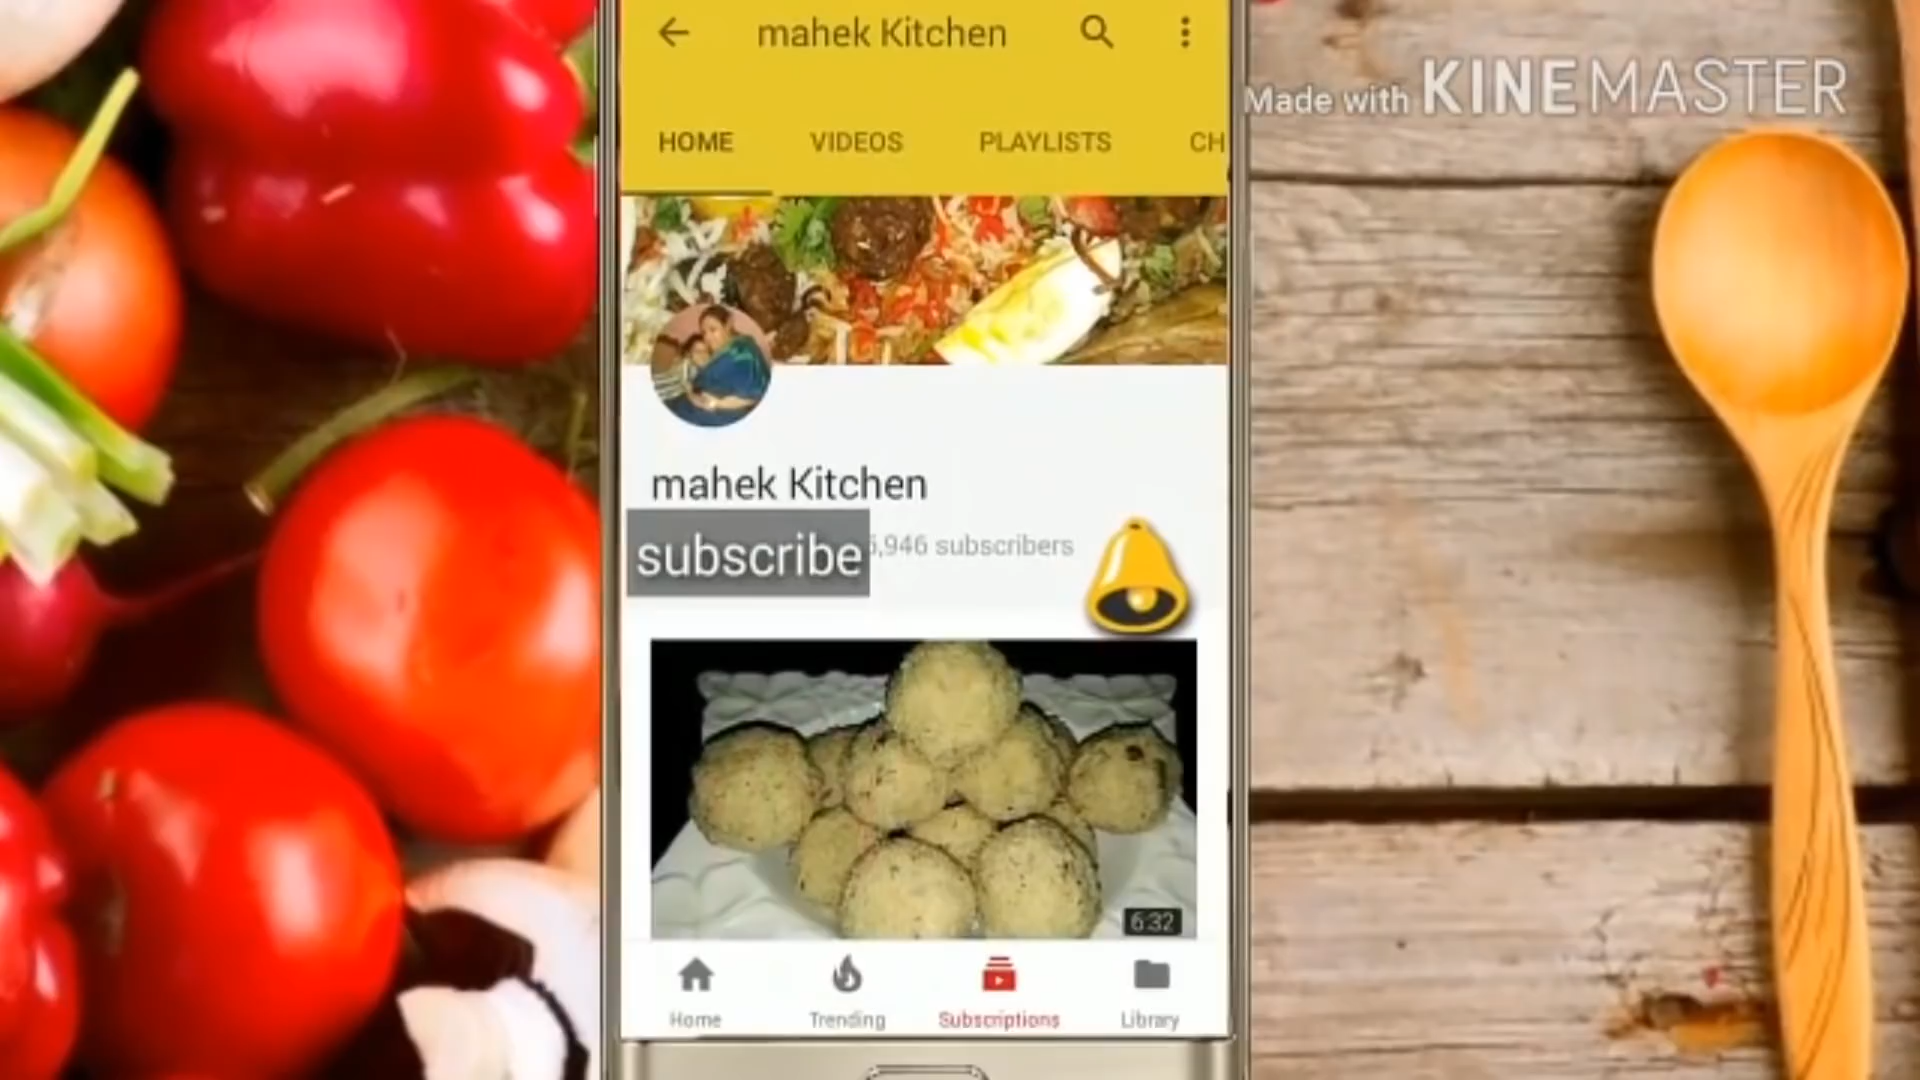 mahek Kitchen
Made with KINEMASTER
HOME VIDEOS PLAYLISTS CH
mahek Kitchen
subscribe
,946 subscribers
6:32
Home Trending Subscriptions Library